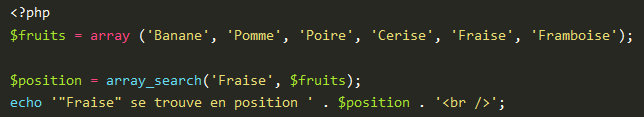 <?php
$fruits = array ('Banane', 'Pomme', 'Poire', 'Cerise', 'Fraise', 'Framboise');
$position = array_search('Fraise', $fruits);
echo '"Fraise" se trouve en position ' . $position . '<br />';